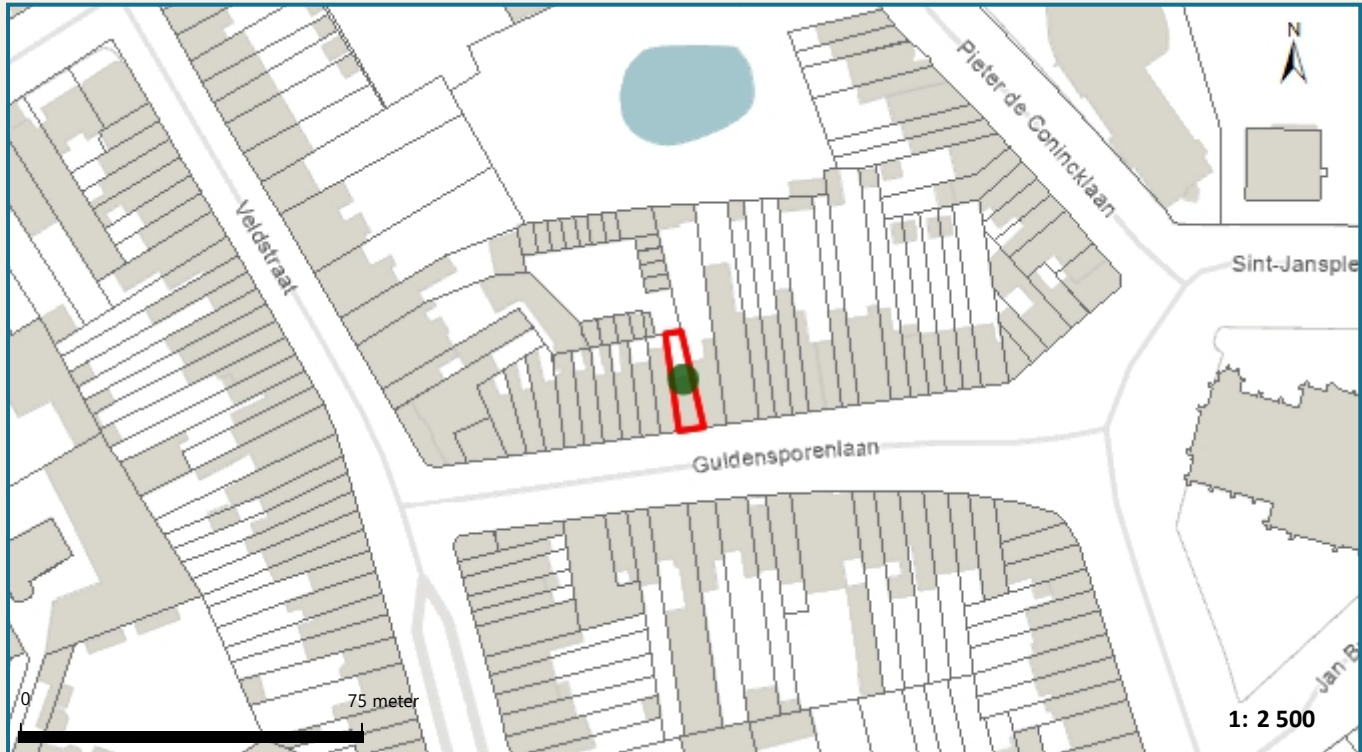 N
Pieter de Conincklaan
Veldstraat
Sint-Jansple
Guldensporenlaan
Jan-B
0
75 meter
1: 2 500